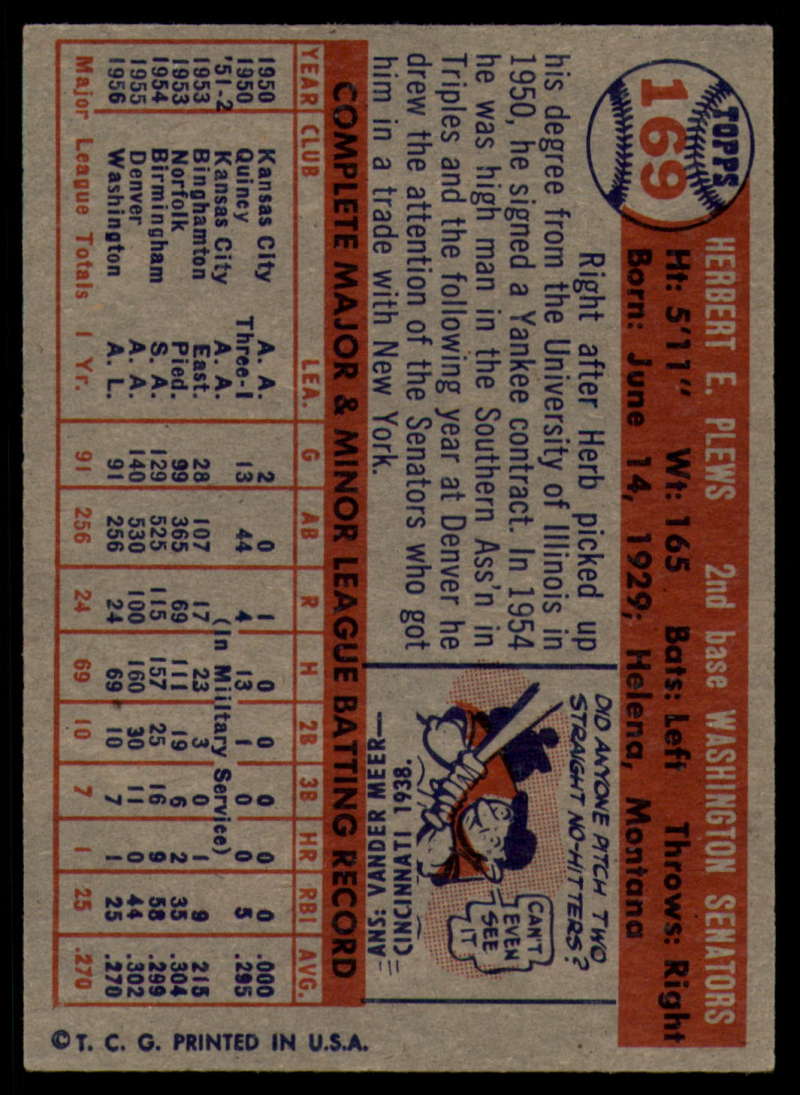 TOPPS
169
HERBERT E. PLEWS 2nd base WASHINGTON SENATORS
Ht: 5'11" Wt: 165 Bats: Left Throws: Right
Born: June 14, 1929; Helena, Montana
Right after Herb picked up
his degree from the University of Illinois in
1950, he signed a Yankee contract. In 1954
he was high man in the Southern Ass'n in
Triples and the following year at Denver he
drew the attention of the Senators who got
him in a trade with New York.
DID ANYONE PITCH TWO
STRAIGHT NO-HITTERS?
CAN'T
EVEN
SEE
IT
ANS: VANDER MEER—
CINCINNATI 1938.
COMPLETE MAJOR & MINOR LEAGUE BATTING RECORD
YEAR CLUB LEA. G AB R H 2B 3B HR RBI AVG.
1950 Kansas City A. A. 2 0 1 0 0 0 0 0 .000
1950 Quincy Three-I 13 44 4 13 1 0 0 5 .295
'51-2 Kansas City A. A. (In Military Service)
1953 Binghamton East. 28 107 17 23 3 0 1 9 .215
1953 Norfolk Pied. 99 365 69 111 19 6 2 35 .304
1954 Birmingham S. A. 129 525 115 157 25 16 9 58 .299
1955 Denver A. A. 140 530 100 160 30 11 0 44 .302
1956 Washington A. L. 91 256 24 69 10 7 1 25 .270
Major League Totals 1 Yr. 91 256 24 69 10 7 1 25 .270
© T. C. G. PRINTED IN U.S.A.